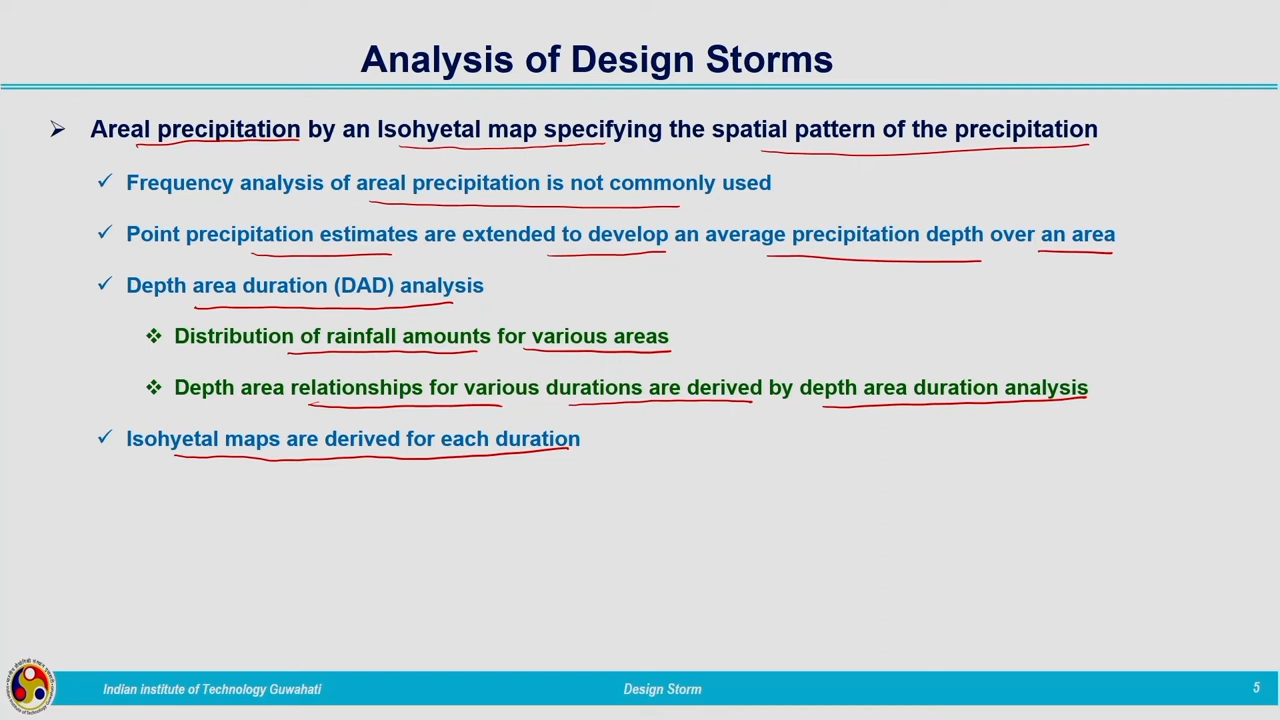 Analysis of Design Storms
Areal precipitation by an Isohyetal map specifying the spatial pattern of the precipitation
Frequency analysis of areal precipitation is not commonly used
Point precipitation estimates are extended to develop an average precipitation depth over an area
Depth area duration (DAD) analysis
Distribution of rainfall amounts for various areas
Depth area relationships for various durations are derived by depth area duration analysis
Isohyetal maps are derived for each duration
Indian institute of Technology Guwahati
Design Storm
5